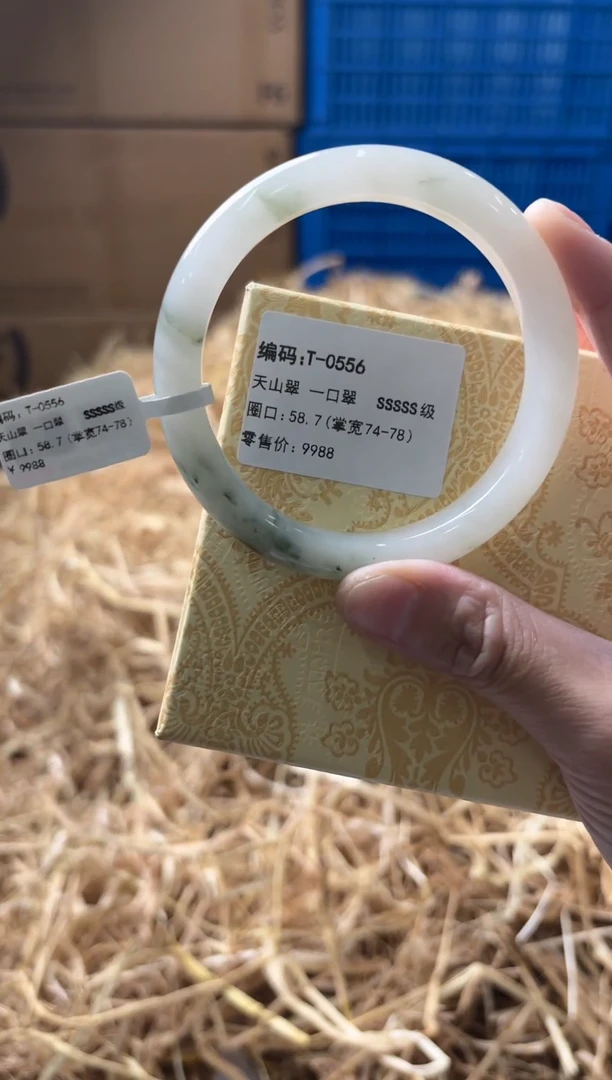 编码:T-0556
天山翠 一口翠 SSSSS级
圈口: 58.7(掌宽74-78)
零售价: 9988
码: T-0556
天山翠 一口翠 SSSSS级
圈口: 58.7(掌宽74-78)
¥ 9988